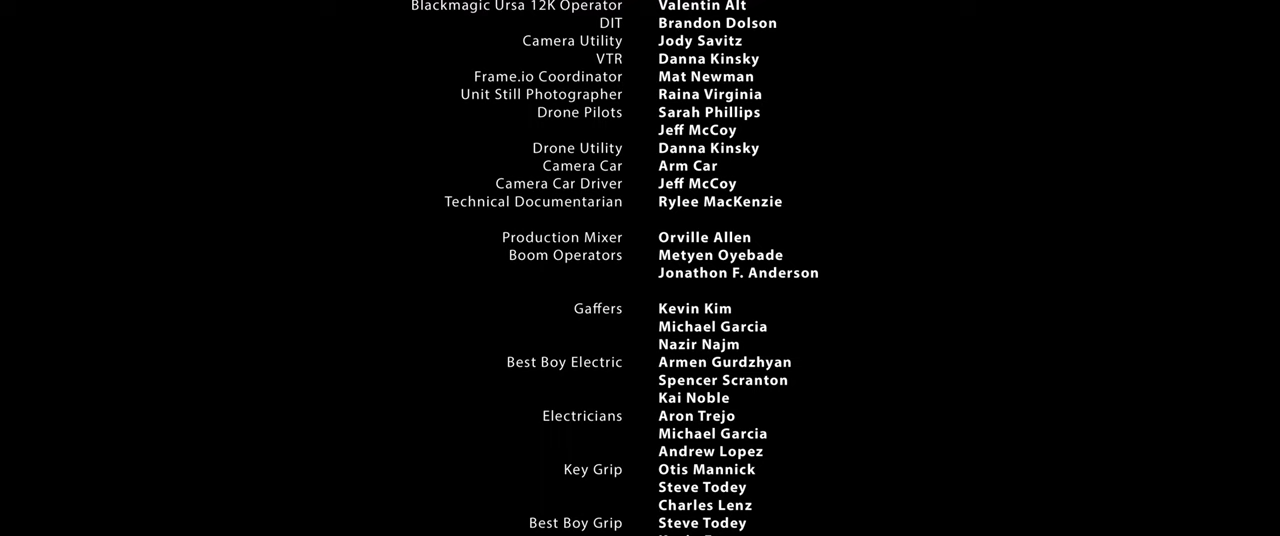 Blackmagic Ursa 12K Operator Valentin Alt
DIT Brandon Dolson
Camera Utility Jody Savitz
VTR Danna Kinsky
Frame.io Coordinator Mat Newman
Unit Still Photographer Raina Virginia
Drone Pilots Sarah Phillips
Jeff McCoy
Drone Utility Danna Kinsky
Camera Car Arm Car
Camera Car Driver Jeff McCoy
Technical Documentarian Rylee MacKenzie
Production Mixer Orville Allen
Boom Operators Metyen Oyebade
Jonathon F. Anderson
Gaffers Kevin Kim
Michael Garcia
Nazir Najm
Best Boy Electric Armen Gurdzhyan
Spencer Scranton
Kai Noble
Electricians Aron Trejo
Michael Garcia
Andrew Lopez
Key Grip Otis Mannick
Steve Todey
Charles Lenz
Best Boy Grip Steve Todey